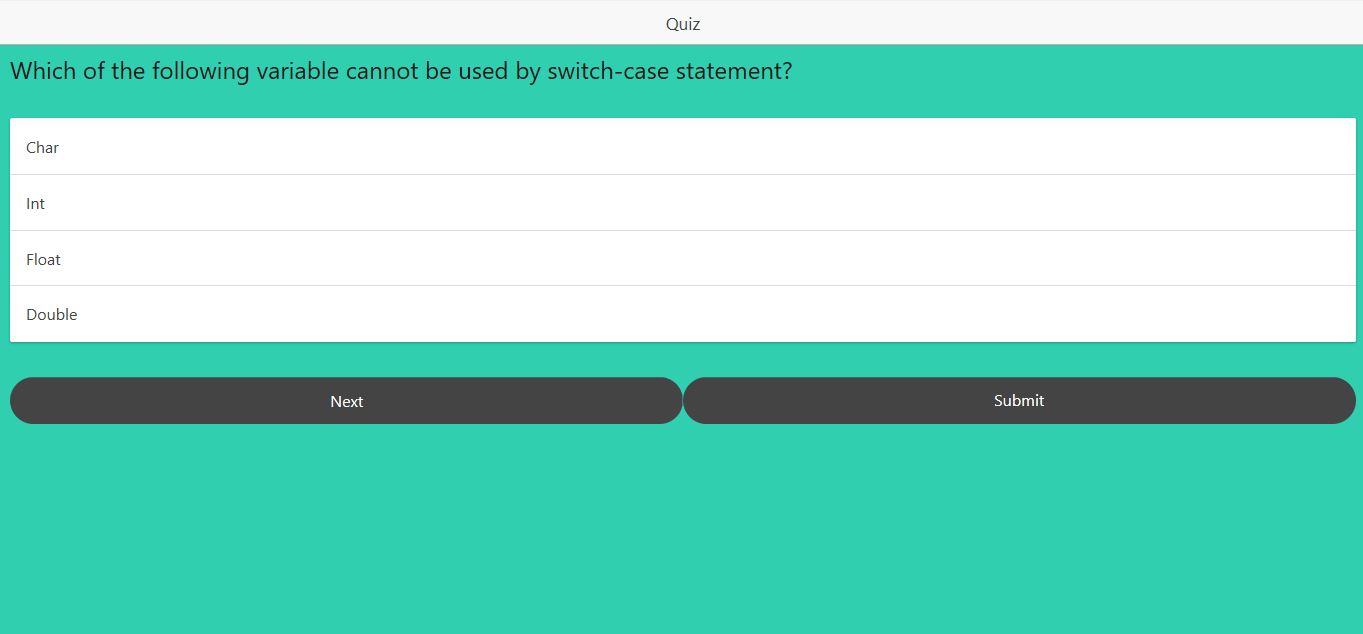 Quiz
Which of the following variable cannot be used by switch-case statement?
Char
Int
Float
Double
Next
Submit